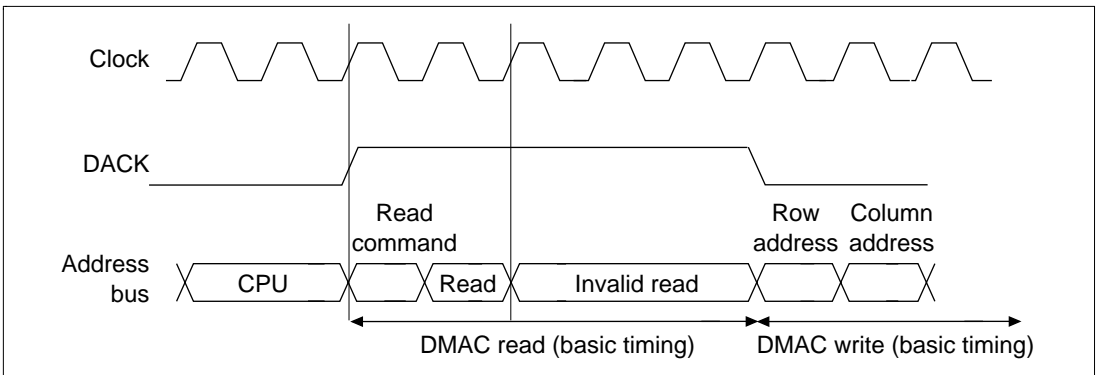 Clock
DACK
Read
command
Row
address
Column
address
Address
bus
CPU
Read
Invalid read
DMAC read (basic timing)
DMAC write (basic timing)